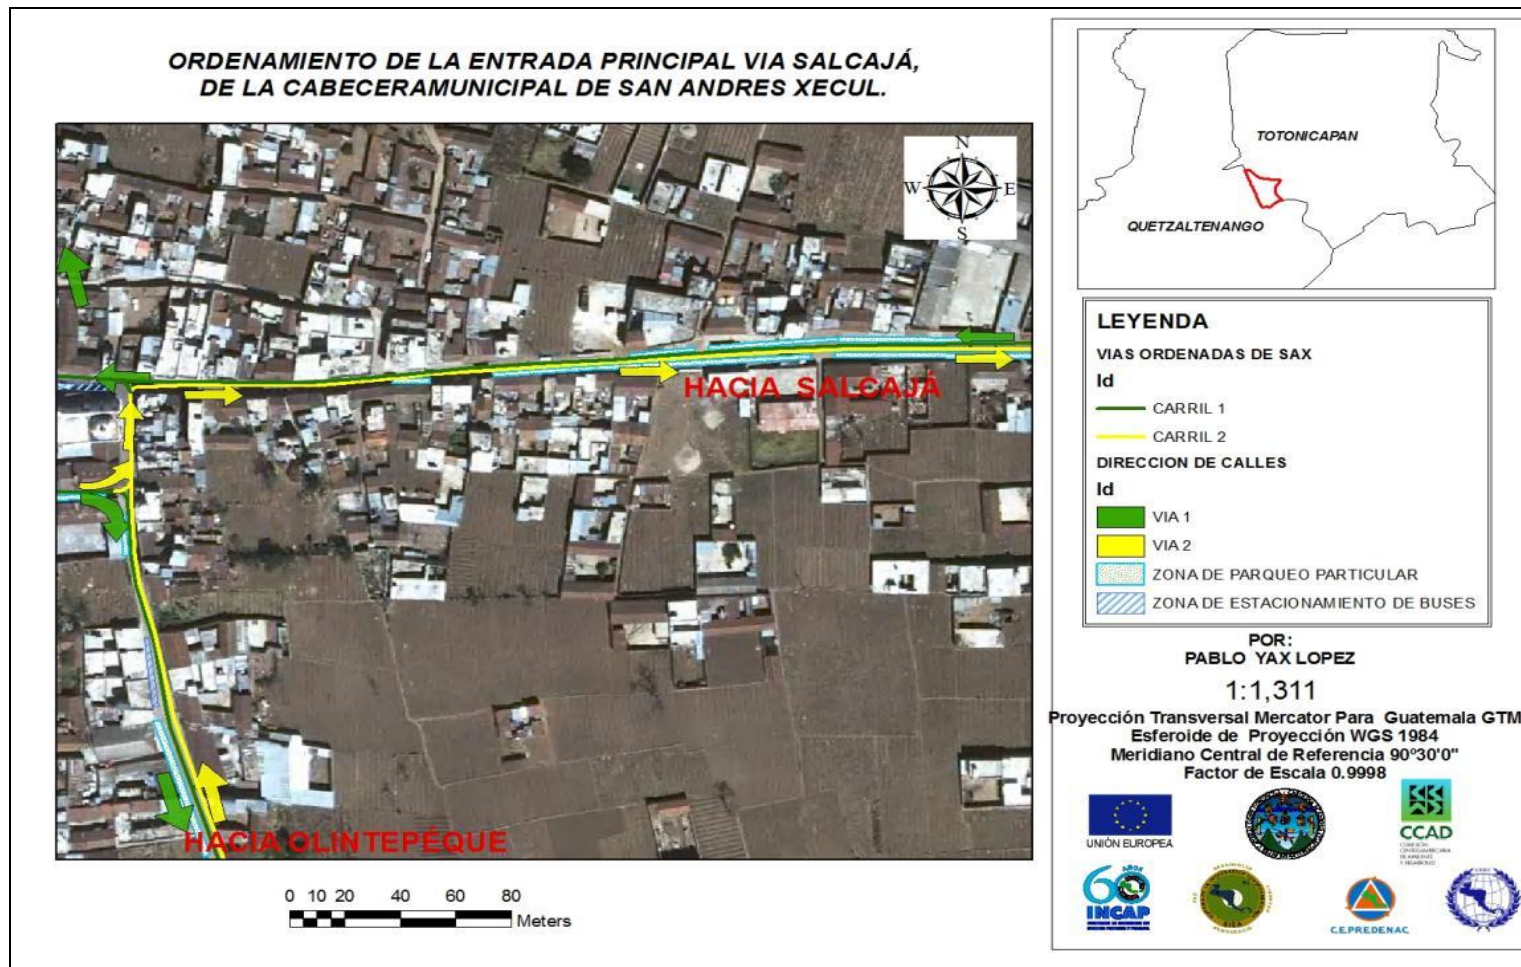 ORDENAMIENTO DE LA ENTRADA PRINCIPAL VIA SALCAJÁ,
DE LA CABECERAMUNICIPAL DE SAN ANDRES XECUL.
N
W E
S
HACIA SALCAJÁ
HACIA OLINTEPÉQUE
0 10 20 40 60 80
Meters
TOTONICAPAN
QUETZALTENANGO
LEYENDA
VIAS ORDENADAS DE SAX
Id
CARRIL 1
CARRIL 2
DIRECCION DE CALLES
Id
VIA 1
VIA 2
ZONA DE PARQUEO PARTICULAR
ZONA DE ESTACIONAMIENTO DE BUSES
POR:
PABLO YAX LOPEZ
1:1,311
Proyección Transversal Mercator Para Guatemala GTM
Esferoide de Proyección WGS 1984
Meridiano Central de Referencia 90º30'0"
Factor de Escala 0.9998
UNIÓN EUROPEA
CCAD
60 AÑOS
INCAP
SICA
C.E.PREDENAC